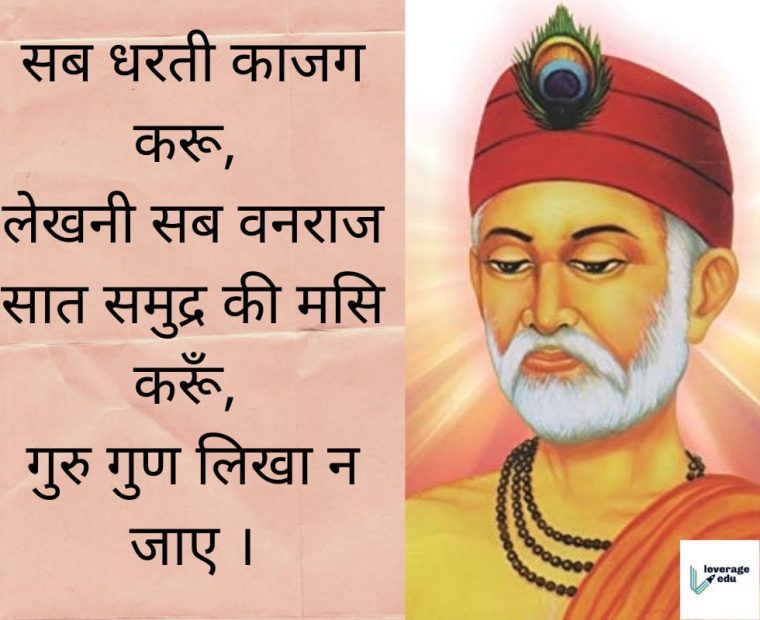 सब धरती काजग
करू,
लेखनी सब वनराज
सात समुद्र की मसि
करूँ,
गुरु गुण लिखा न
जाए ।
leverage
edu